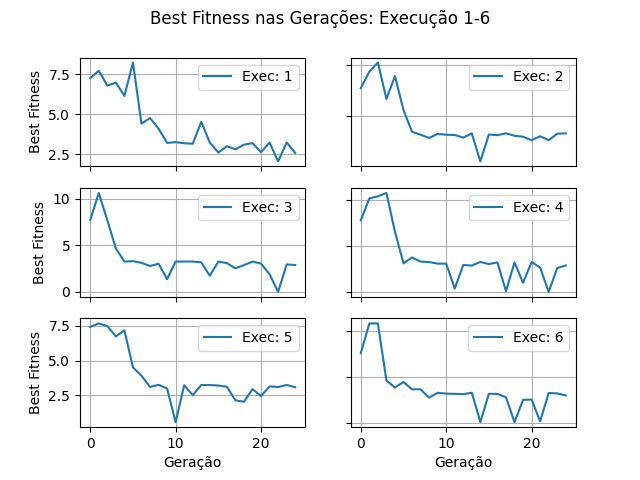 Best Fitness nas Gerações: Execução 1-6
Best Fitness
7.5
5.0
2.5
Exec: 1
Exec: 2
Best Fitness
10
5
0
Exec: 3
Exec: 4
Best Fitness
7.5
5.0
2.5
Exec: 5
Exec: 6
0
10
20
0
10
20
Geração
Geração